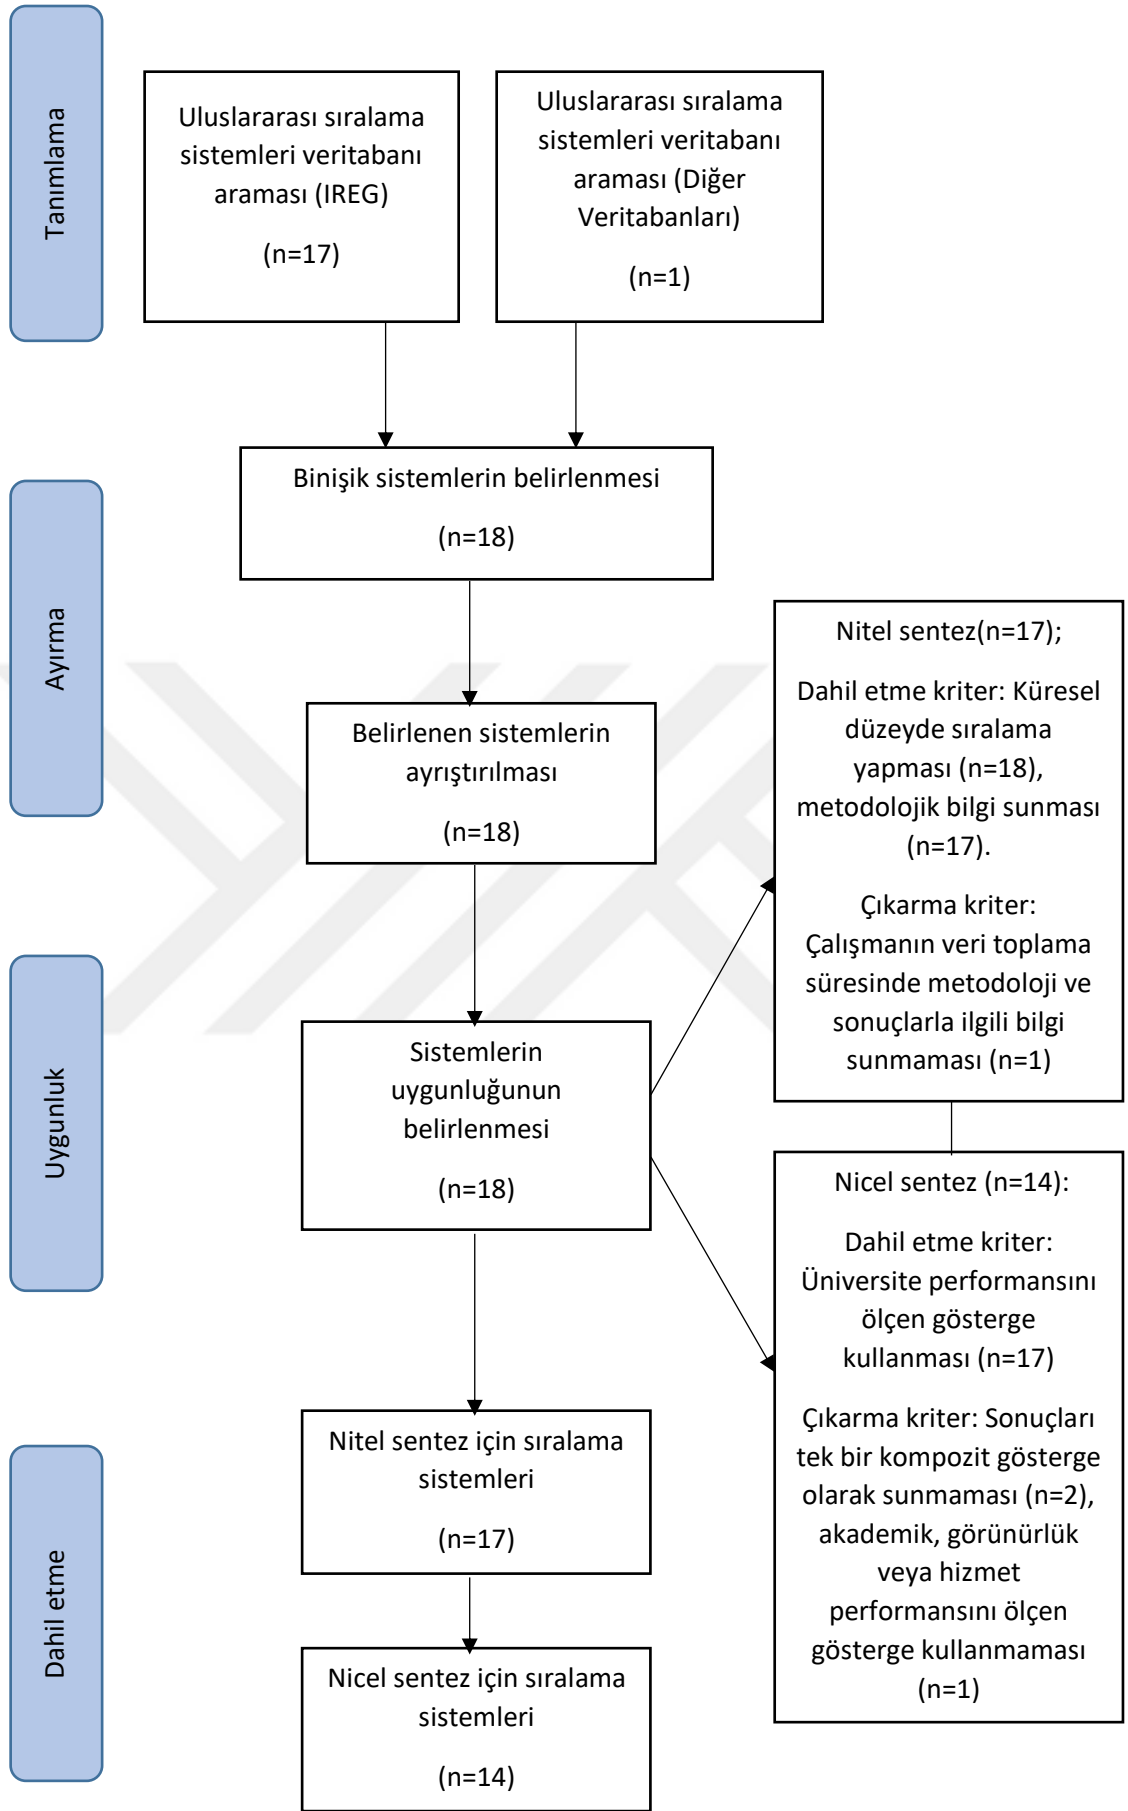 Tanımlama
Uluslararası sıralama
sistemleri veritabanı
araması (IREG)
(n=17)
Uluslararası sıralama
sistemleri veritabanı
araması (Diğer
Veritabanları)
(n=1)
Ayırma
Binişik sistemlerin belirlenmesi
(n=18)
Belirlenen sistemlerin
ayrıştırılması
(n=18)
Nitel sentez(n=17);
Dahil etme kriter: Küresel
düzeyde sıralama
yapması (n=18),
metodolojik bilgi sunması
(n=17).
Çıkarma kriter:
Çalışmanın veri toplama
süresinde metodoloji ve
sonuçlarla ilgili bilgi
sunmaması (n=1)
Uygunluk
Sistemlerin
uygunluğunun
belirlenmesi
(n=18)
Nicel sentez (n=14):
Dahil etme kriter:
Üniversite performansını
ölçen gösterge
kullanması (n=17)
Çıkarma kriter: Sonuçları
tek bir kompozit gösterge
olarak sunmaması (n=2),
akademik, görünürlük
veya hizmet
performansını ölçen
gösterge kullanmaması
(n=1)
Dahil etme
Nitel sentez için sıralama
sistemleri
(n=17)
Nicel sentez için sıralama
sistemleri
(n=14)